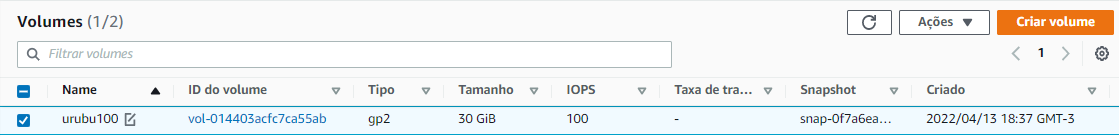 Volumes (1/2)
Ações
Criar volume
Filtrar volumes
1
Name ID do volume Tipo Tamanho IOPS Taxa de tra... Snapshot Criado
urubu100 vol-014403acfc7ca55ab gp2 30 GiB 100 - snap-0f7a6ea... 2022/04/13 18:37 GMT-3